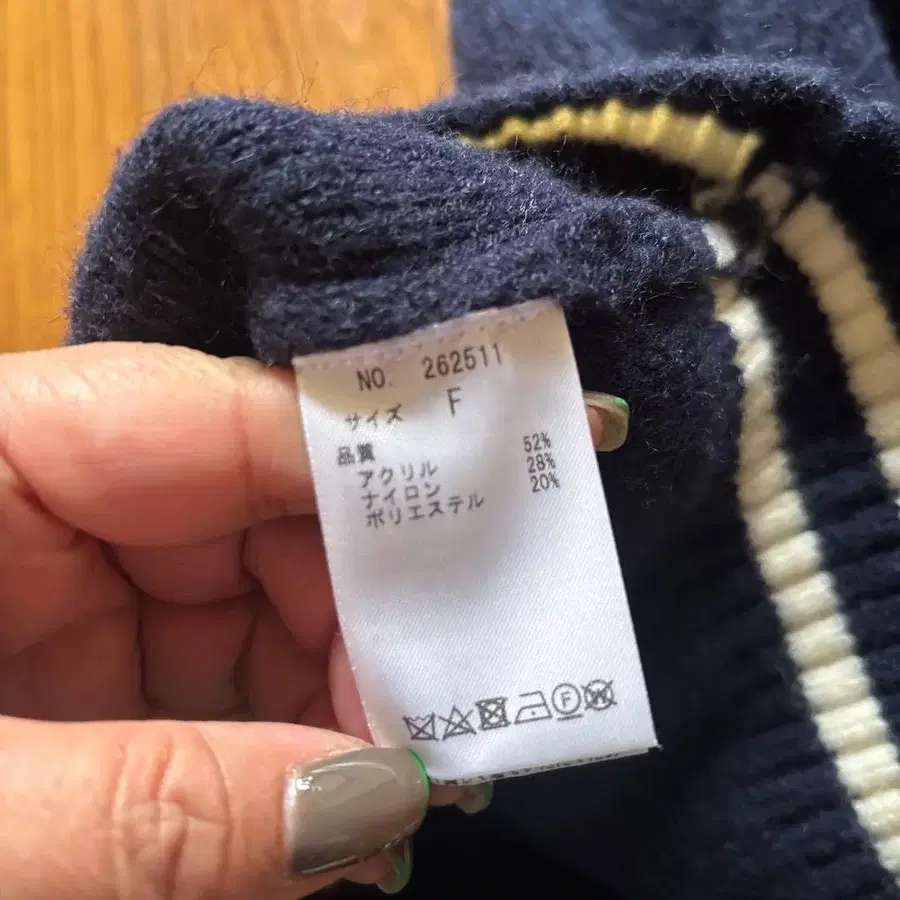 NO. 262511
サイズ F
品質
アクリル 52%
ナイロン 28%
ポリエステル 20%